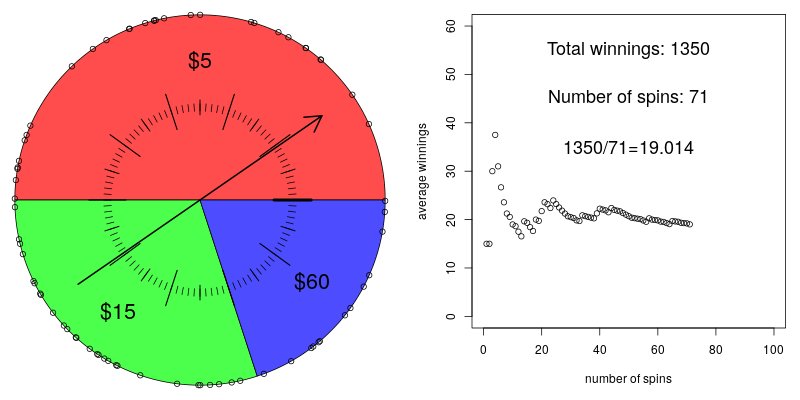 $5
$15
$60
Total winnings: 1350
Number of spins: 71
1350/71=19.014
average winnings
60
50
40
30
20
10
0
0 20 40 60 80 100
number of spins